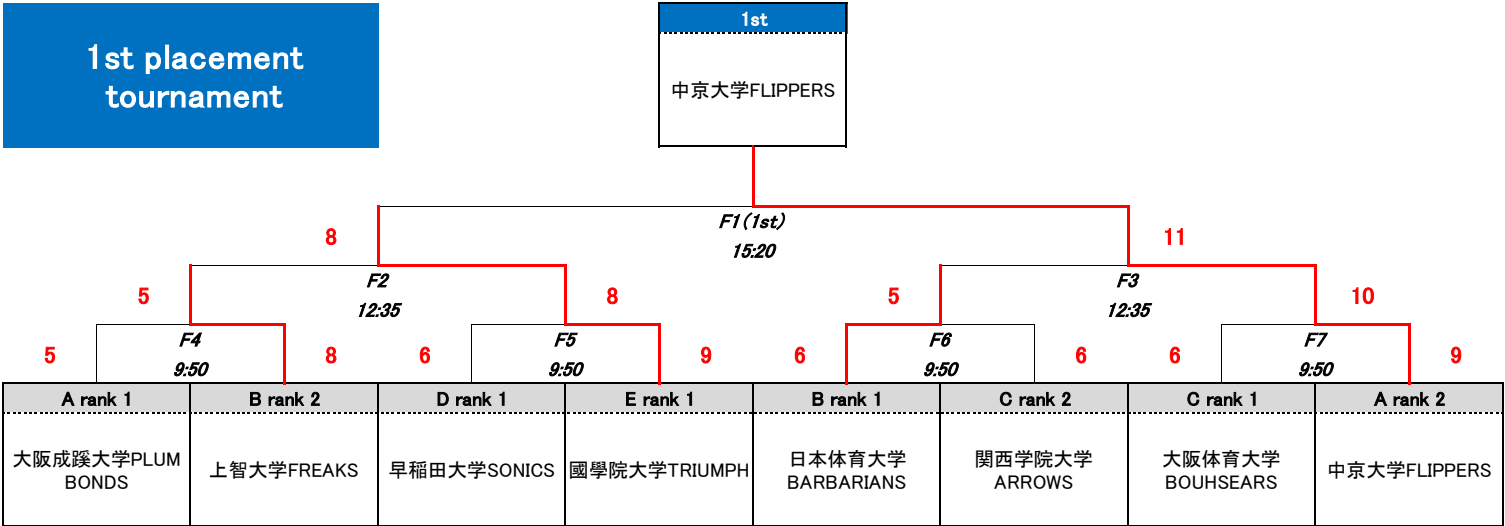 1st placement
tournament
1st
中京大学FLIPPERS
F1(1st)
8
11
15:20
F2
F3
5
8
5
10
12:35
12:35
F4
F5
F6
F7
5
8
6
9
6
6
6
9
9:50
9:50
9:50
9:50
A rank 1
B rank 2
D rank 1
E rank 1
B rank 1
C rank 2
C rank 1
A rank 2
大阪成蹊大学PLUM
BONDS
上智大学FREAKS
早稲田大学SONICS
國學院大学TRIUMPH
日本体育大学
BARBARIANS
関西学院大学
ARROWS
大阪体育大学
BOUHSEARS
中京大学FLIPPERS